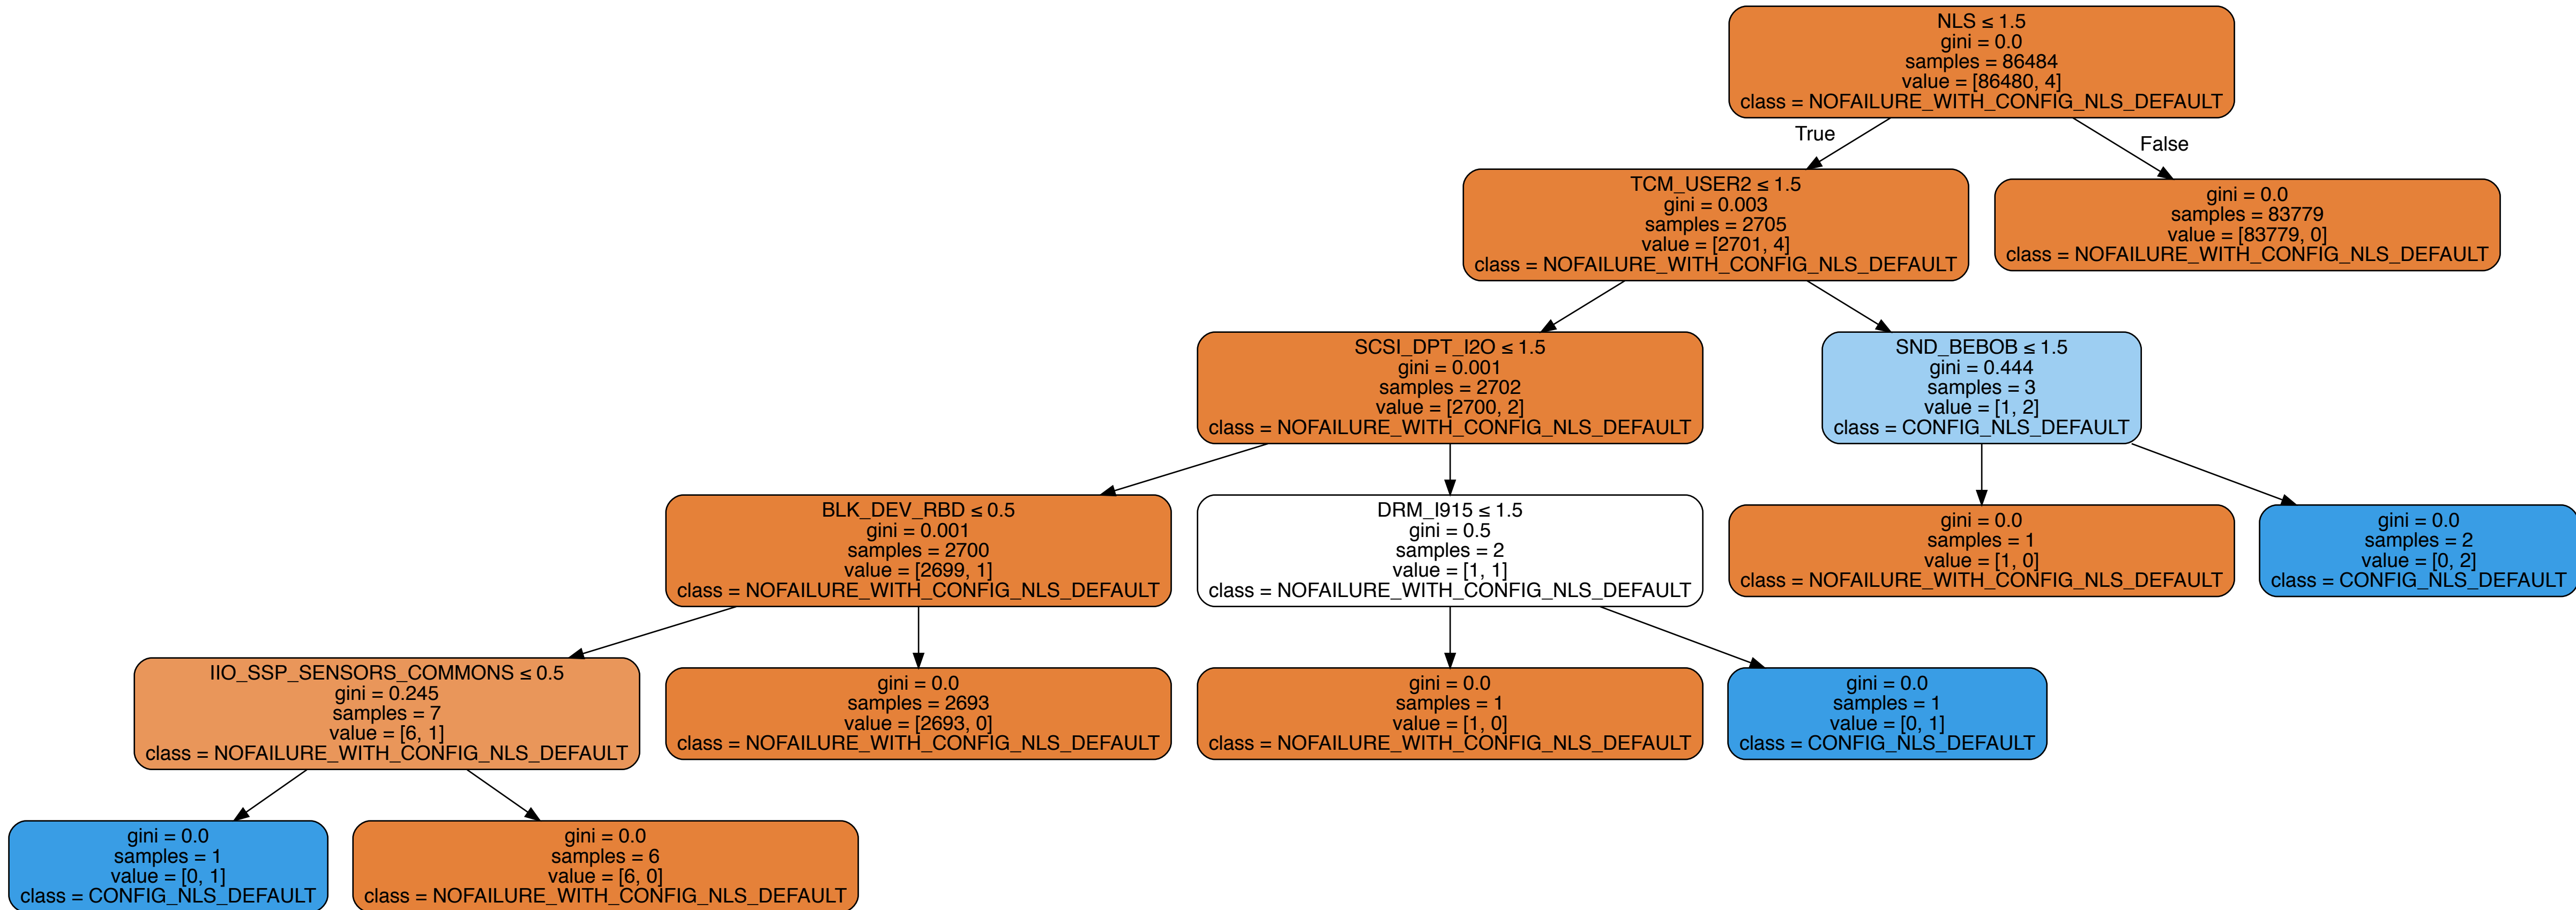 NLS ≤ 1.5
gini = 0.0
samples = 86484
value = [86480, 4]
class = NOFAILURE_WITH_CONFIG_NLS_DEFAULT
True
False
TCM_USER2 ≤ 1.5
gini = 0.003
samples = 2705
value = [2701, 4]
class = NOFAILURE_WITH_CONFIG_NLS_DEFAULT
gini = 0.0
samples = 83779
value = [83779, 0]
class = NOFAILURE_WITH_CONFIG_NLS_DEFAULT
SCSI_DPT_I2O ≤ 1.5
gini = 0.001
samples = 2702
value = [2700, 2]
class = NOFAILURE_WITH_CONFIG_NLS_DEFAULT
SND_BEBOB ≤ 1.5
gini = 0.444
samples = 3
value = [1, 2]
class = CONFIG_NLS_DEFAULT
BLK_DEV_RBD ≤ 0.5
gini = 0.001
samples = 2700
value = [2699, 1]
class = NOFAILURE_WITH_CONFIG_NLS_DEFAULT
DRM_I915 ≤ 1.5
gini = 0.5
samples = 2
value = [1, 1]
class = NOFAILURE_WITH_CONFIG_NLS_DEFAULT
gini = 0.0
samples = 1
value = [1, 0]
class = NOFAILURE_WITH_CONFIG_NLS_DEFAULT
gini = 0.0
samples = 2
value = [0, 2]
class = CONFIG_NLS_DEFAULT
IIO_SSP_SENSORS_COMMONS ≤ 0.5
gini = 0.245
samples = 7
value = [6, 1]
class = NOFAILURE_WITH_CONFIG_NLS_DEFAULT
gini = 0.0
samples = 2693
value = [2693, 0]
class = NOFAILURE_WITH_CONFIG_NLS_DEFAULT
gini = 0.0
samples = 1
value = [1, 0]
class = NOFAILURE_WITH_CONFIG_NLS_DEFAULT
gini = 0.0
samples = 1
value = [0, 1]
class = CONFIG_NLS_DEFAULT
gini = 0.0
samples = 1
value = [0, 1]
class = CONFIG_NLS_DEFAULT
gini = 0.0
samples = 6
value = [6, 0]
class = NOFAILURE_WITH_CONFIG_NLS_DEFAULT